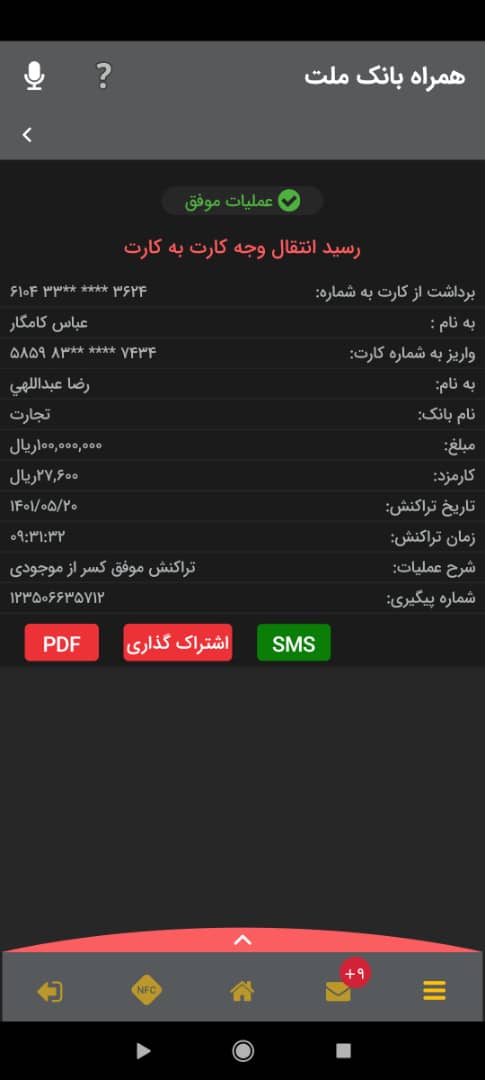 همراه بانک ملت
?
عملیات موفق
رسید انتقال وجه کارت به کارت
برداشت از کارت به شماره: ۶۱۰۴ ۳۳** **** ۳۶۲۴
به نام : عباس کامگار
واریز به شماره کارت: ۵۸۵۹ ۸۳** **** ۷۴۳۴
به نام: رضا عبداللهي
نام بانک: تجارت
مبلغ: ۱۰۰,۰۰۰,۰۰۰ریال
کارمزد: ۲۷,۶۰۰ریال
تاریخ تراکنش: ۱۴۰۱/۰۵/۲۰
زمان تراکنش: ۰۹:۳۱:۳۲
شرح عملیات: تراکنش موفق کسر از موجودی
شماره پیگیری: ۱۲۳۵۰۶۶۳۵۷۱۲
SMS اشتراک گذاری PDF
+۹
NFC